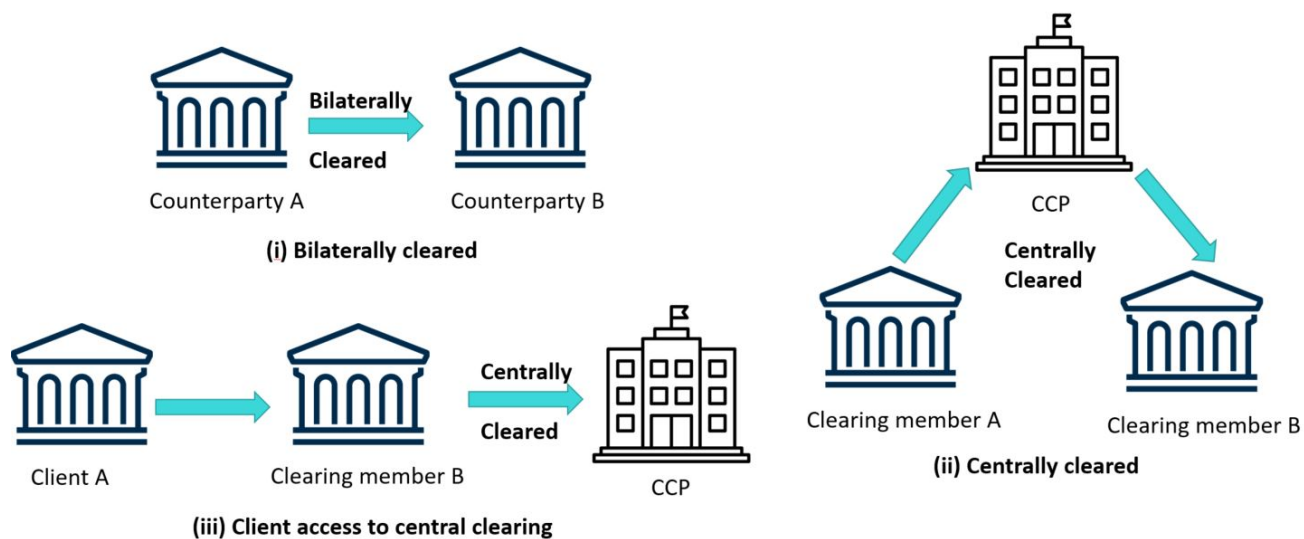 Bilaterally
Cleared
Counterparty A
Counterparty B
(i) Bilaterally cleared
CCP
Centrally
Cleared
Clearing member A
Clearing member B
(ii) Centrally cleared
Centrally
Cleared
Client A
Clearing member B
CCP
(iii) Client access to central clearing